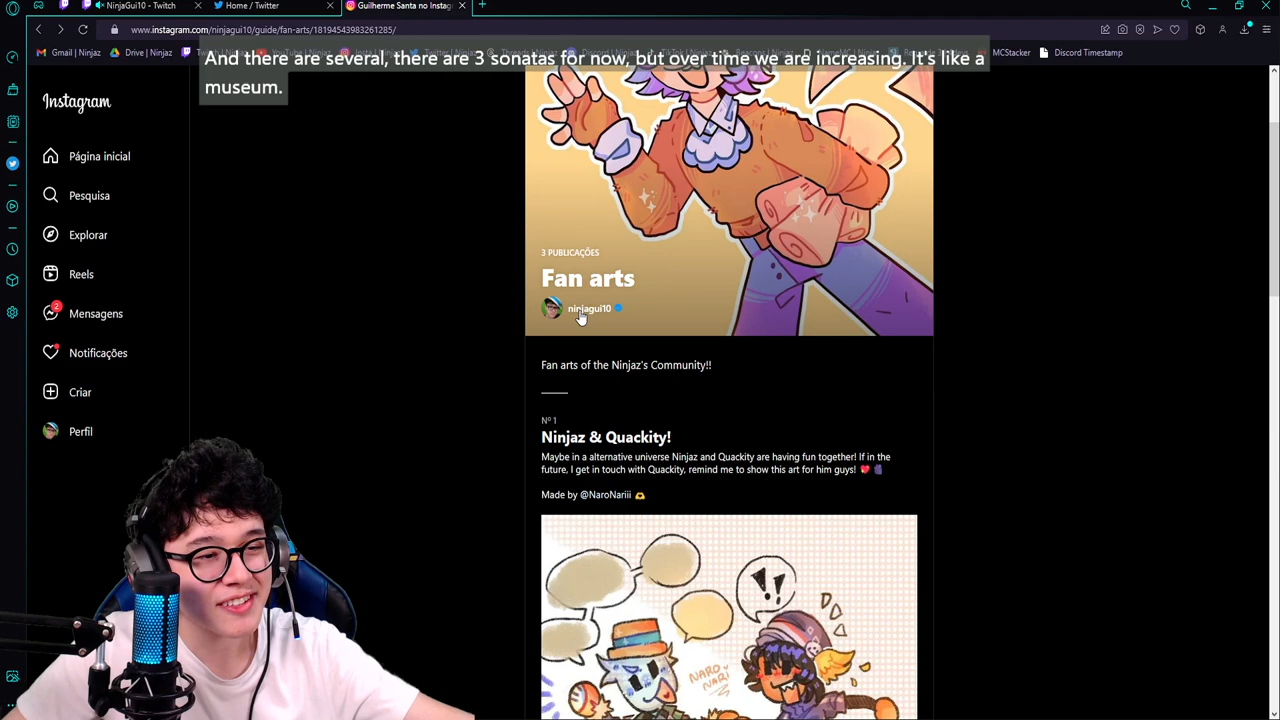 NinjaGui10 - Twitch
Home / Twitter
Guilherme Santa no Instag
www.instagram.com/ninjagui10/guide/fan-arts/18194543983261285/
Gmail | Ninjaz
Drive | Ninjaz
MCStacker
Discord Timestamp
And there are several, there are 3 sonatas for now, but over time we are increasing. It's like a
museum.
Instagram
Página inicial
Pesquisa
Explorar
Reels
2
Mensagens
Notificações
Criar
Perfil
3 PUBLICAÇÕES
Fan arts
ninjagui10
Fan arts of the Ninjaz's Community!!
Nº 1
Ninjaz & Quackity!
Maybe in a alternative universe Ninjaz and Quackity are having fun together! If in the
future, I get in touch with Quackity, remind me to show this art for him guys! 💖 🫂
Made by @NaroNariii 🫶
!!
NARO
NARI